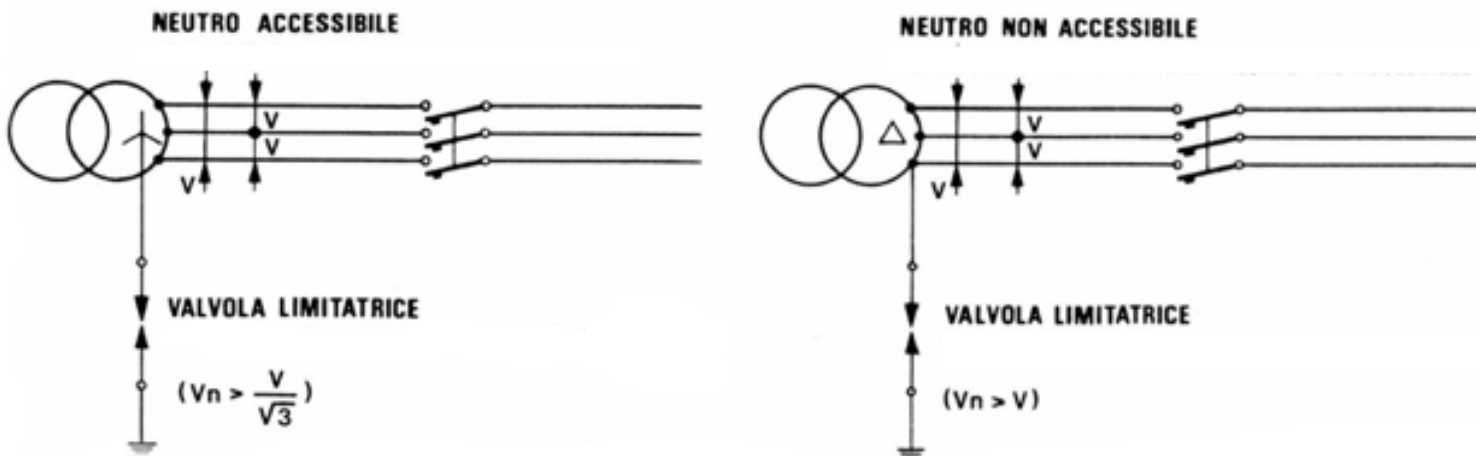 NEUTRO ACCESSIBILE
V
V
V
VALVOLA LIMITATRICE
(Vn > V/√3)
NEUTRO NON ACCESSIBILE
V
V
V
VALVOLA LIMITATRICE
(Vn > V)